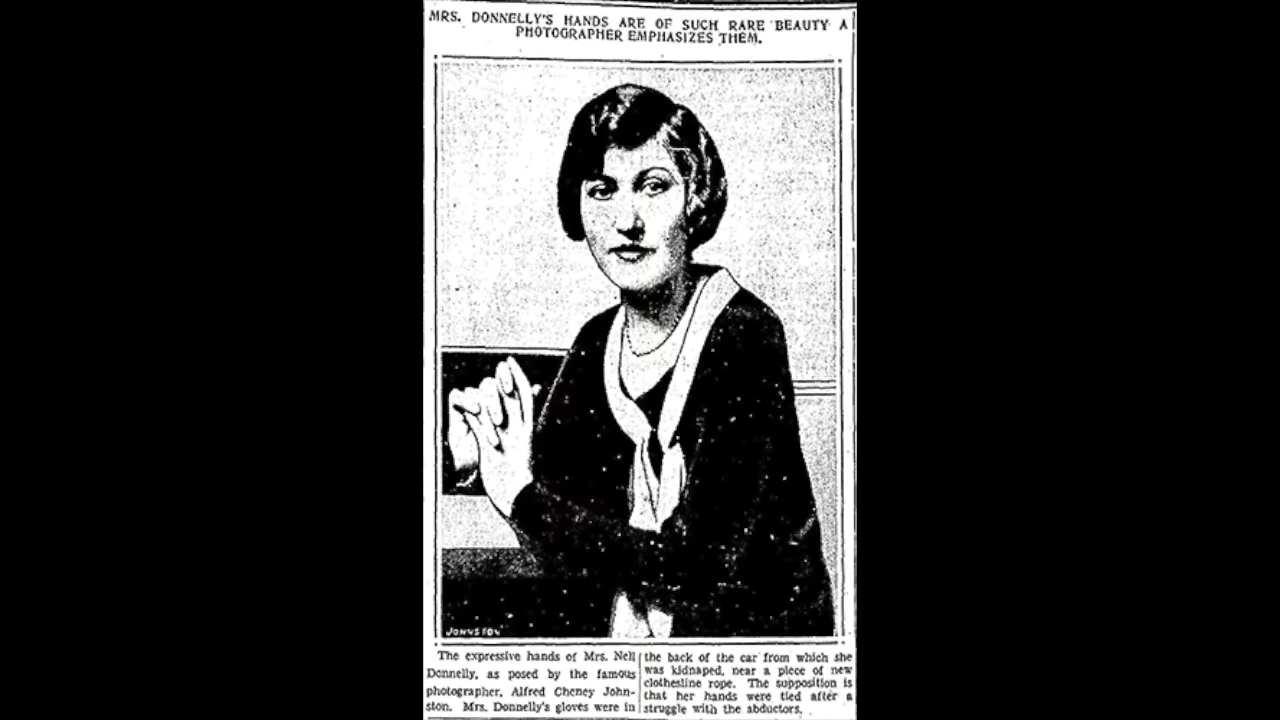 MRS. DONNELLY'S HANDS ARE OF SUCH RARE BEAUTY A
PHOTOGRAPHER EMPHASIZES THEM.
JOHNSTON
The expressive hands of Mrs. Nell
Donnelly, as posed by the famous
photographer, Alfred Cheney John-
ston. Mrs. Donnelly's gloves were in
the back of the car from which she
was kidnaped, near a piece of new
clothesline rope. The supposition is
that her hands were tied after a
struggle with the abductors.